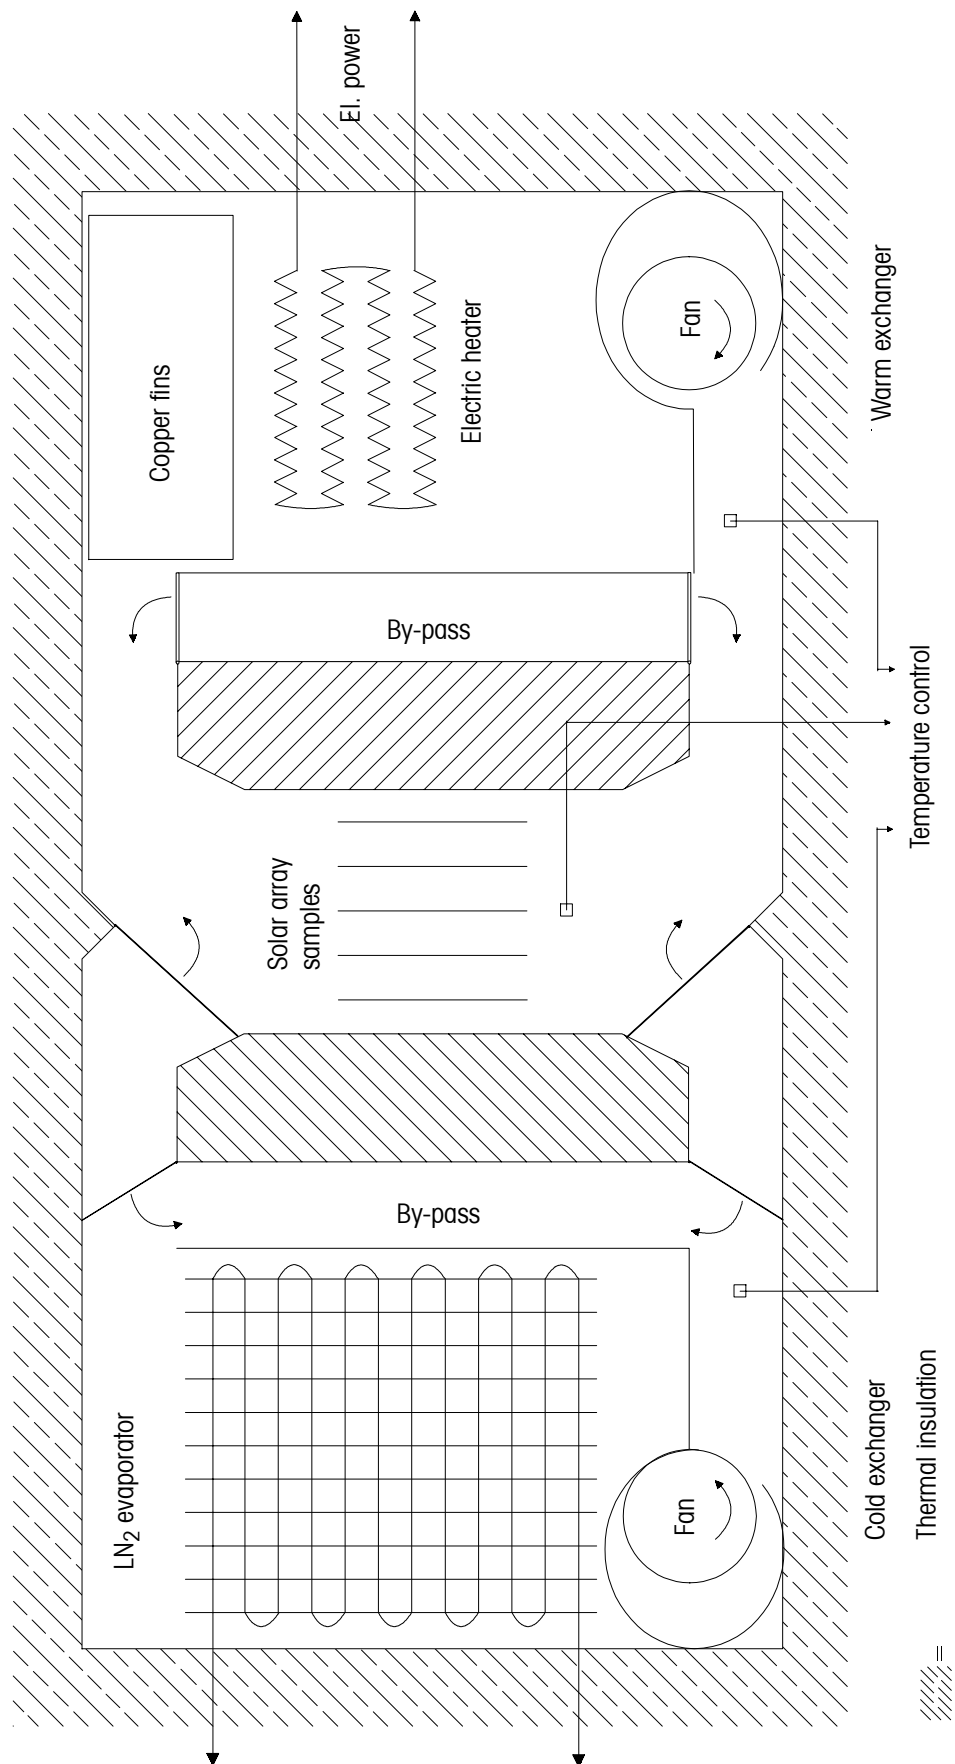 LN2 evaporator
Fan
By-pass
Solar array
samples
By-pass
Copper fins
Electric heater
El. power
Fan
Cold exchanger
Temperature control
Warm exchanger
= Thermal insulation